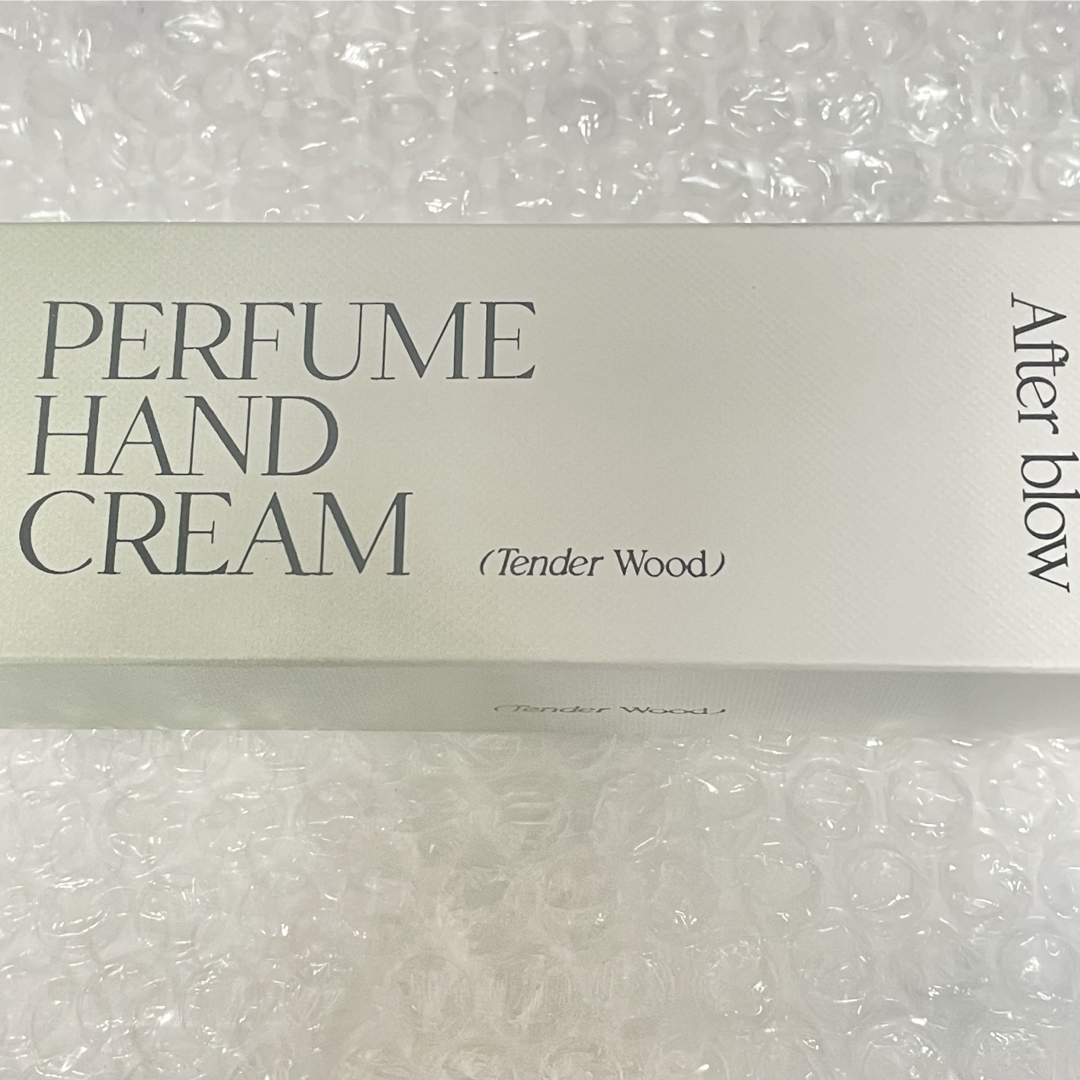 PERFUME
HAND
CREAM (Tender Wood)
After blow
(Tender Wood)